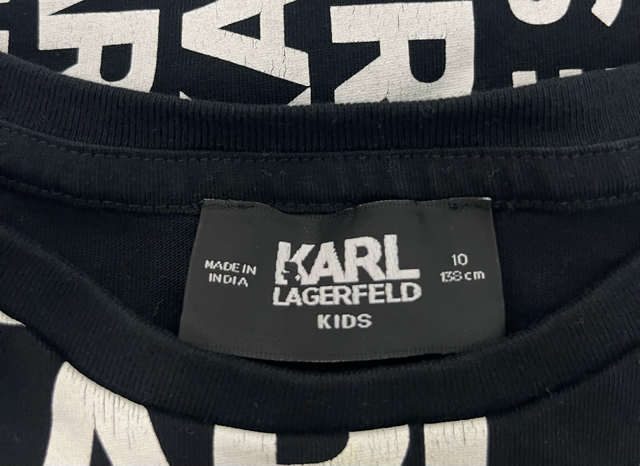 MADE IN
INDIA
KARL
LAGERFELD
KIDS
10
138 cm